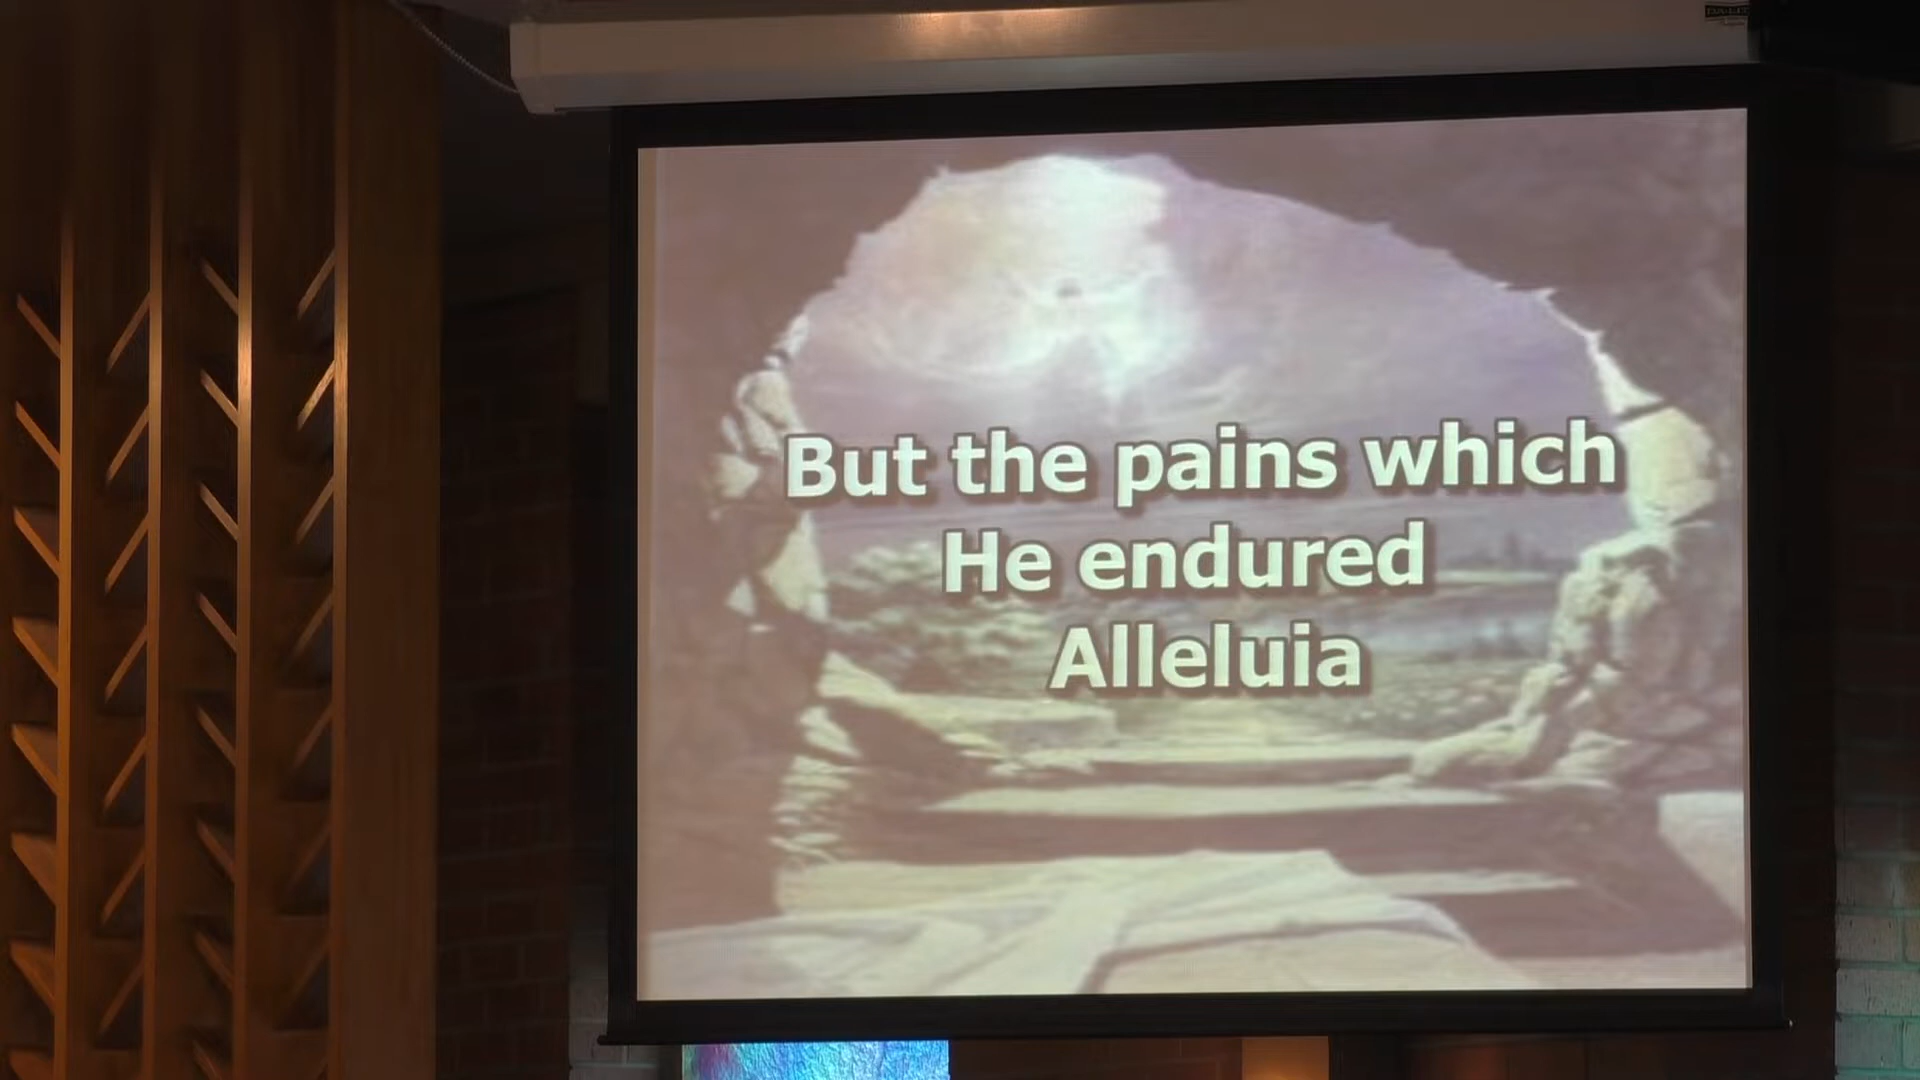 But the pains which
He endured
Alleluia